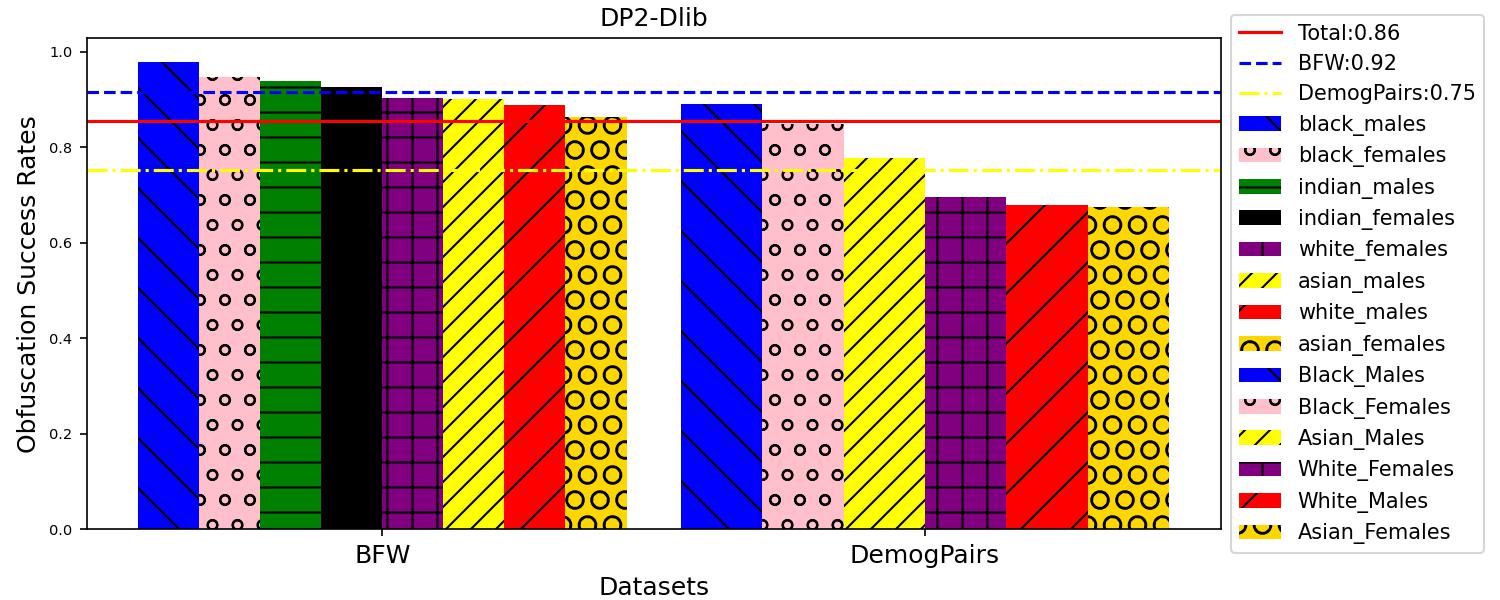 DP2-Dlib
Obfuscation Success Rates
1.0
0.8
0.6
0.4
0.2
0.0
BFW
DemogPairs
Datasets
Total:0.86
BFW:0.92
DemogPairs:0.75
black_males
black_females
indian_males
indian_females
white_females
asian_males
white_males
asian_females
Black_Males
Black_Females
Asian_Males
White_Females
White_Males
Asian_Females